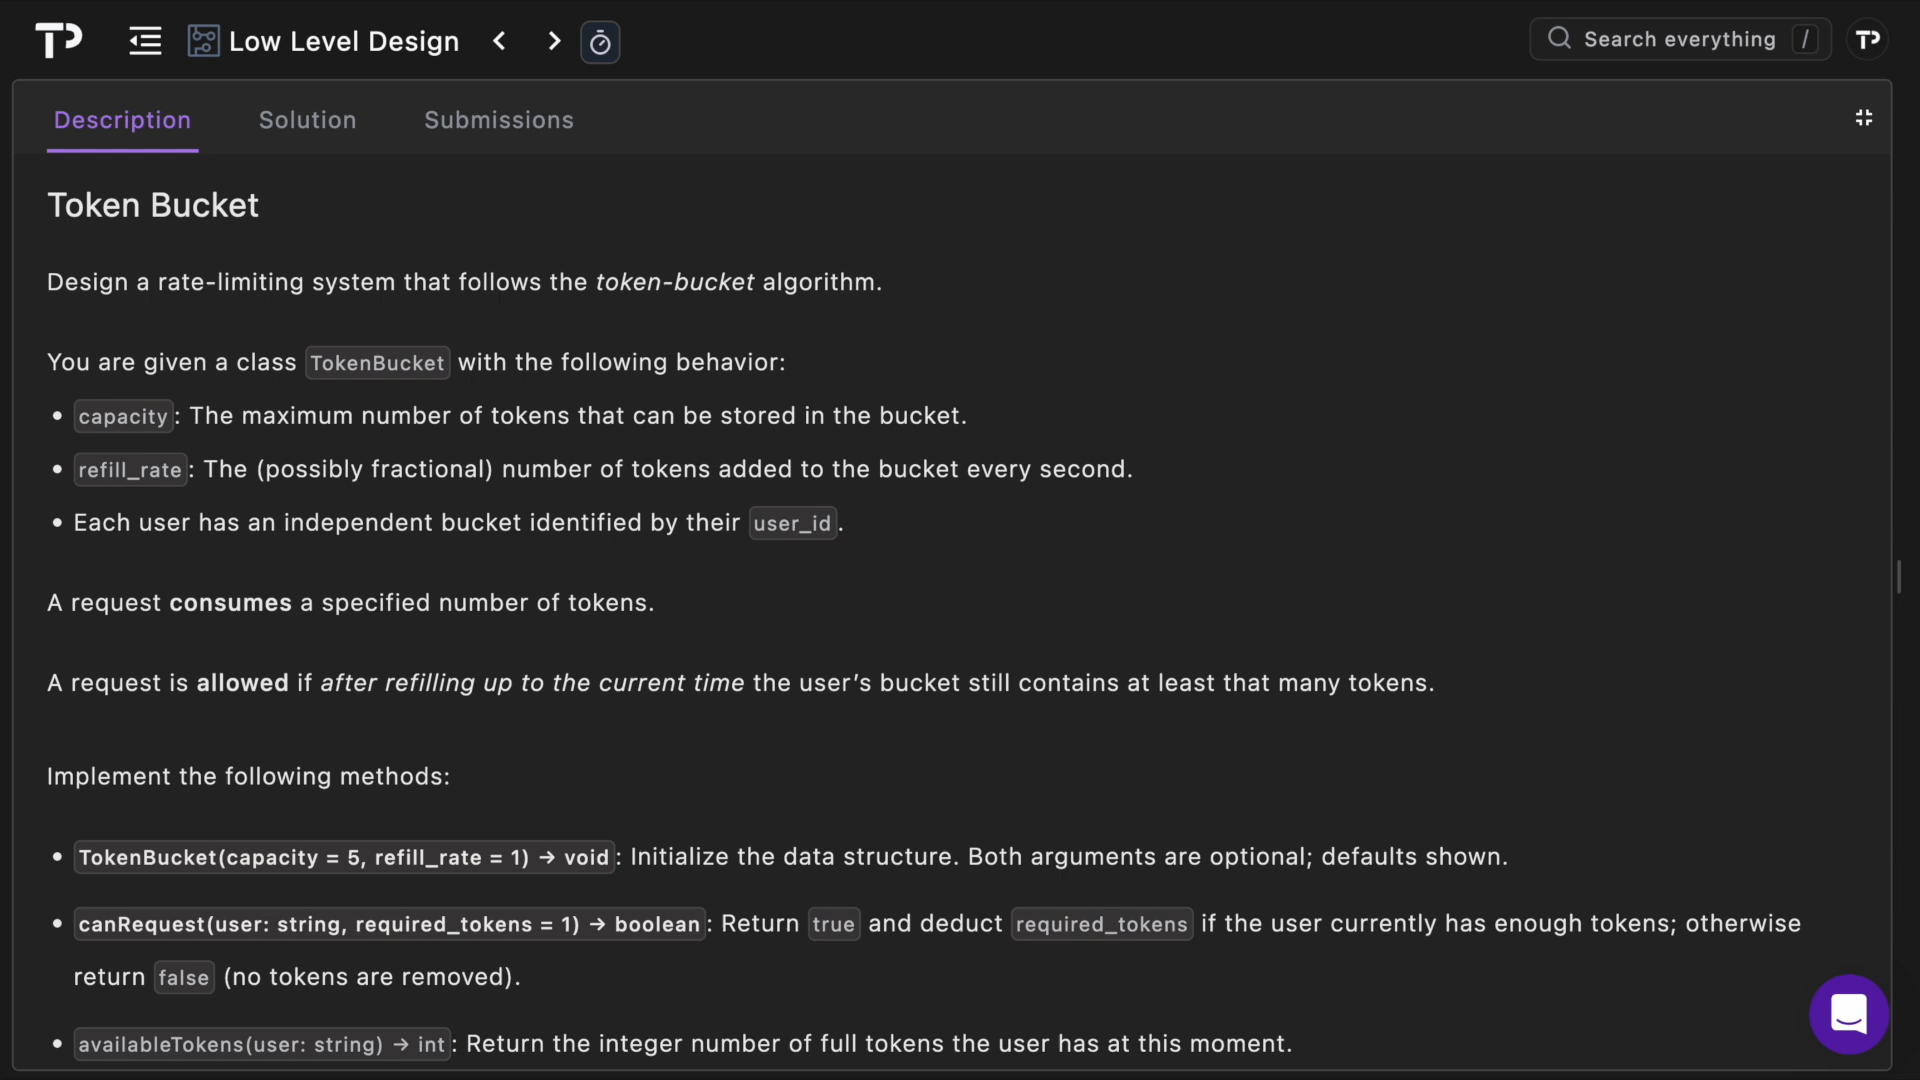 TP Low Level Design Search everything / TP
Description Solution Submissions
Token Bucket
Design a rate-limiting system that follows the token-bucket algorithm.
You are given a class TokenBucket with the following behavior:
• capacity: The maximum number of tokens that can be stored in the bucket.
• refill_rate: The (possibly fractional) number of tokens added to the bucket every second.
• Each user has an independent bucket identified by their user_id.
A request consumes a specified number of tokens.
A request is allowed if after refilling up to the current time the user's bucket still contains at least that many tokens.
Implement the following methods:
• TokenBucket(capacity = 5, refill_rate = 1) → void: Initialize the data structure. Both arguments are optional; defaults shown.
• canRequest(user: string, required_tokens = 1) → boolean: Return true and deduct required_tokens if the user currently has enough tokens; otherwise
return false (no tokens are removed).
• availableTokens(user: string) → int: Return the integer number of full tokens the user has at this moment.